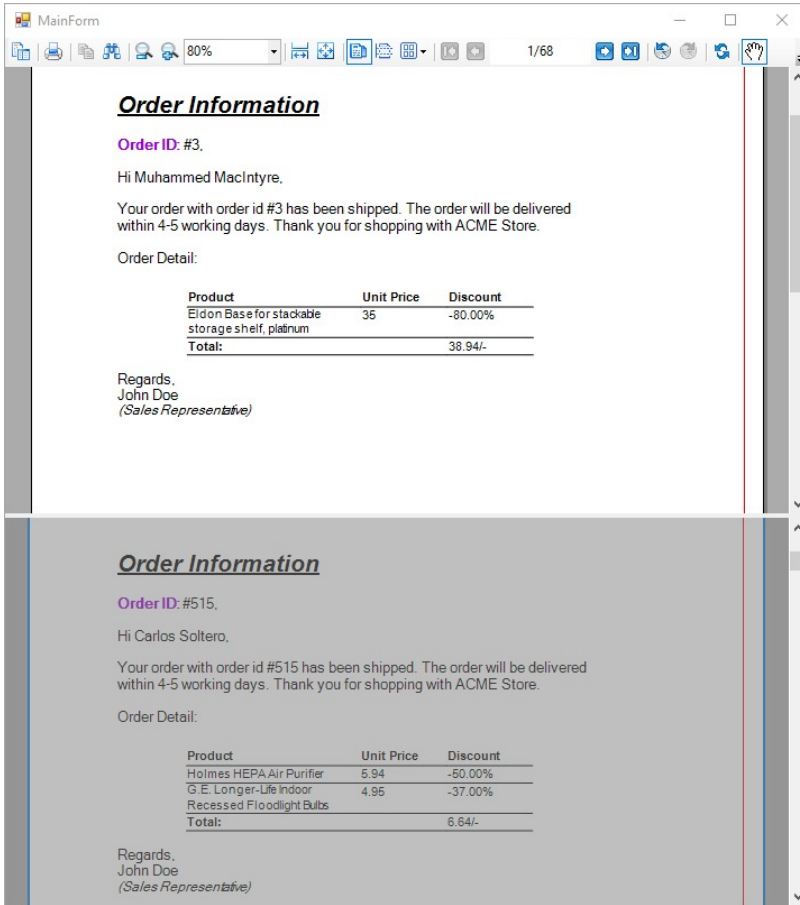 MainForm
80%
1/68
Order Information
Order ID: #3,
Hi Muhammed MacIntyre,
Your order with order id #3 has been shipped. The order will be delivered
within 4-5 working days. Thank you for shopping with ACME Store.
Order Detail:
Product Unit Price Discount
Eldon Base for stackable 35 -80.00%
storage shelf, platinum
Total: 38.94/-
Regards,
John Doe
(Sales Representative)
Order Information
Order ID: #515,
Hi Carlos Soltero,
Your order with order id #515 has been shipped. The order will be delivered
within 4-5 working days. Thank you for shopping with ACME Store.
Order Detail:
Product Unit Price Discount
Holmes HEPA Air Purifier 5.94 -50.00%
G.E. Longer-Life Indoor 4.95 -37.00%
Recessed Floodlight Bulbs
Total: 6.64/-
Regards,
John Doe
(Sales Representative)